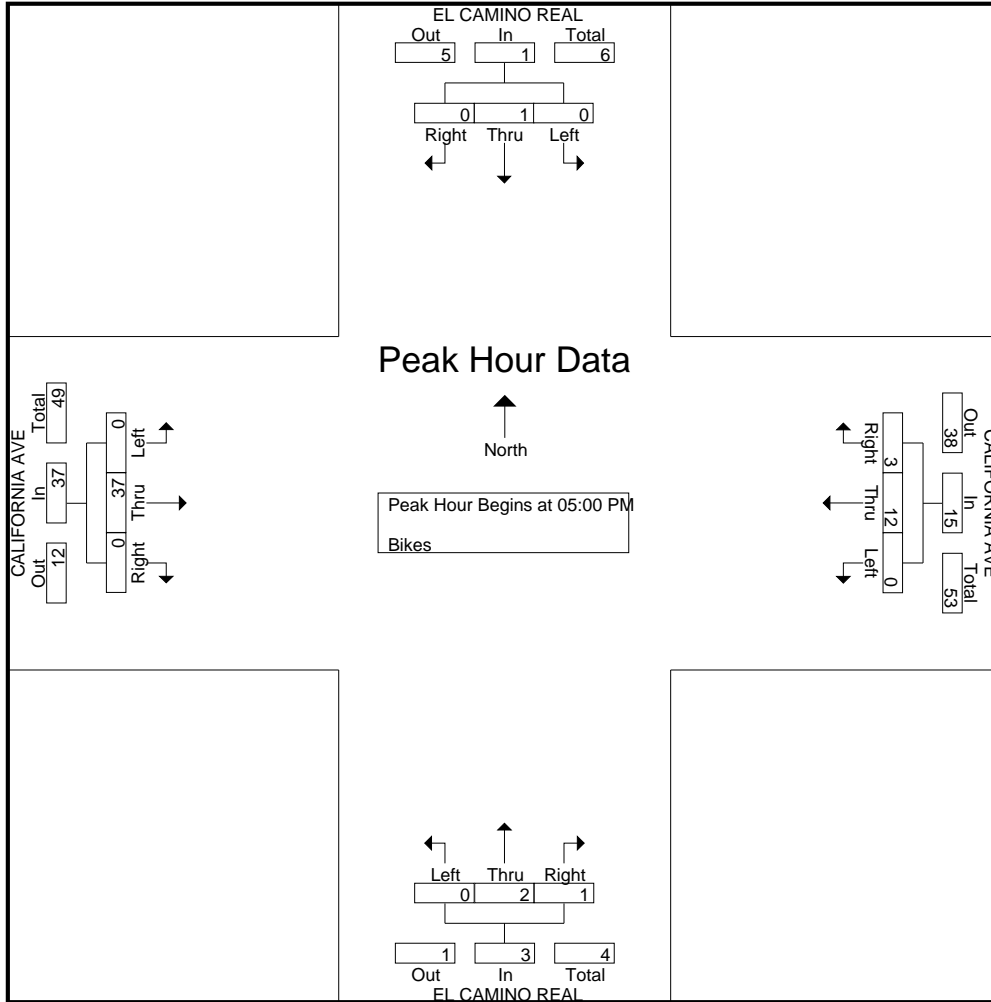 EL CAMINO REAL
Out In Total
5 1 6
0 1 0
Right Thru Left
Peak Hour Data
North
Peak Hour Begins at 05:00 PM
Bikes
CALIFORNIA AVE
Total In Out
49 37 12
0 37 0
Left Thru Right
CALIFORNIA AVE
Out In Total
38 15 53
3 12 0
Right Thru Left
Left Thru Right
0 2 1
1 3 4
Out In Total
EL CAMINO REAL